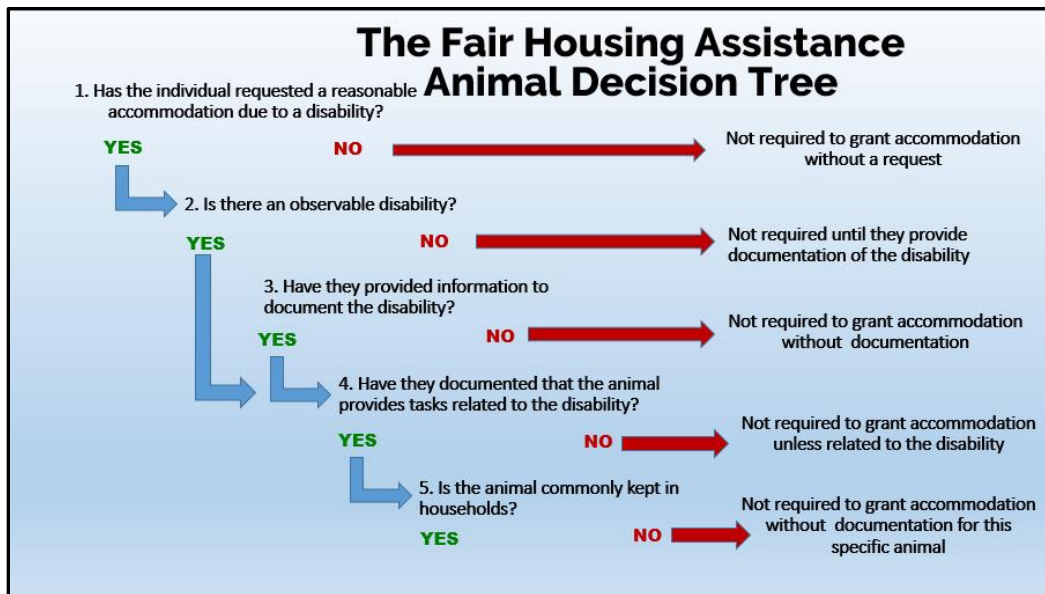 The Fair Housing Assistance
Animal Decision Tree
1. Has the individual requested a reasonable
accommodation due to a disability?
YES
NO
Not required to grant accommodation
without a request
2. Is there an observable disability?
YES
NO
Not required until they provide
documentation of the disability
3. Have they provided information to
document the disability?
YES
NO
Not required to grant accommodation
without documentation
4. Have they documented that the animal
provides tasks related to the disability?
YES
NO
Not required to grant accommodation
unless related to the disability
5. Is the animal commonly kept in
households?
YES
NO
Not required to grant accommodation
without documentation for this
specific animal